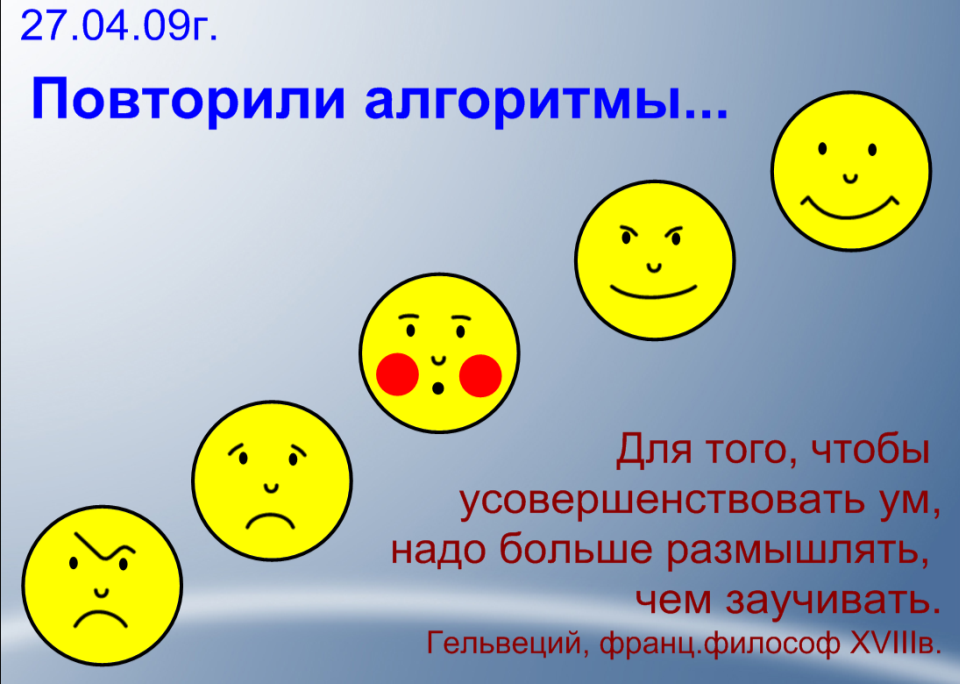 27.04.09г.
Повторили алгоритмы...
Для того, чтобы
усовершенствовать ум,
надо больше размышлять,
чем заучивать.
Гельвеций, франц.философ XVIIIв.